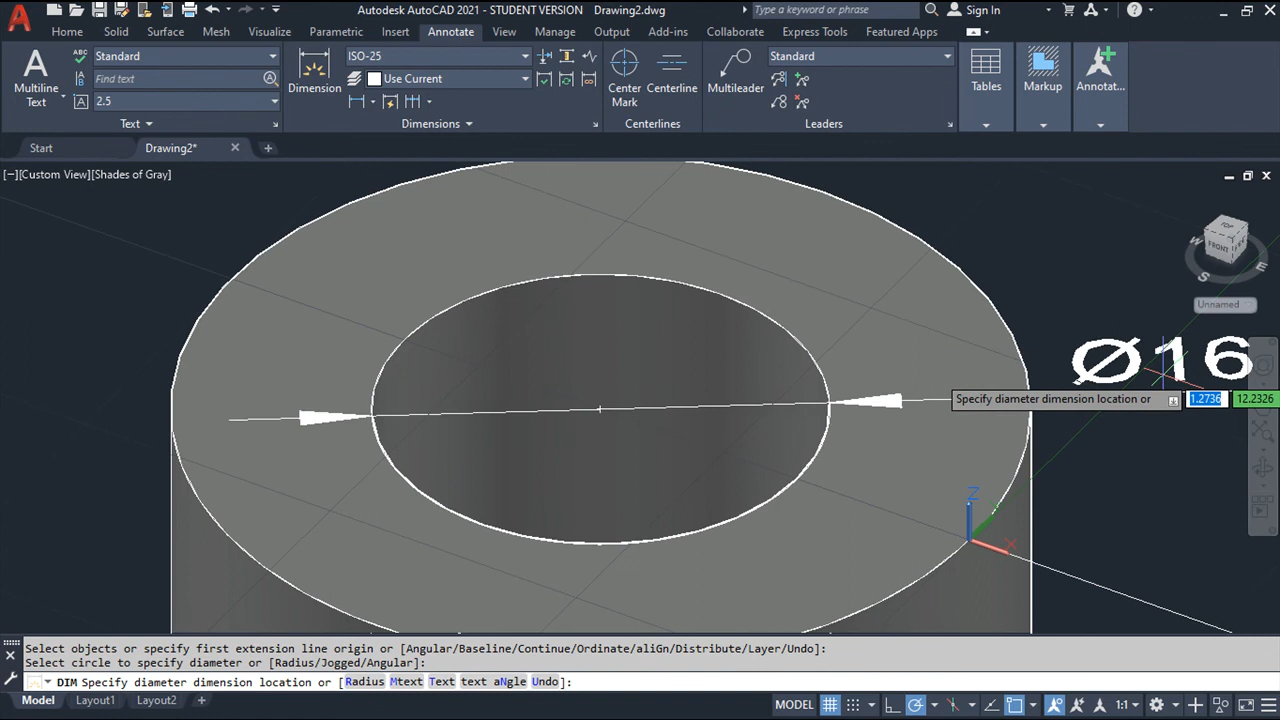 Autodesk AutoCAD 2021 - STUDENT VERSION Drawing2.dwg Type a keyword or phrase Sign In
Home Solid Surface Mesh Visualize Parametric Insert Annotate View Manage Output Add-ins Collaborate Express Tools Featured Apps
Multiline Text
Standard
Find text
2.5
Text
Dimension
ISO-25
Use Current
Dimensions
Center Mark
Centerline
Centerlines
Multileader
Standard
Leaders
Tables
Markup
Annotat...
Start Drawing2*
[−][Custom View][Shades of Gray]
TOP
FRONT
W
S
E
Unnamed
Ø16
Specify diameter dimension location or 1.2736 12.2326
Z
X
Select objects or specify first extension line origin or [Angular/Baseline/Continue/Ordinate/aliGn/Distribute/Layer/Undo]:
Select circle to specify diameter or [Radius/Jogged/Angular]:
DIM Specify diameter dimension location or [Radius Mtext Text text aNgle Undo]:
Model Layout1 Layout2
MODEL 1:1